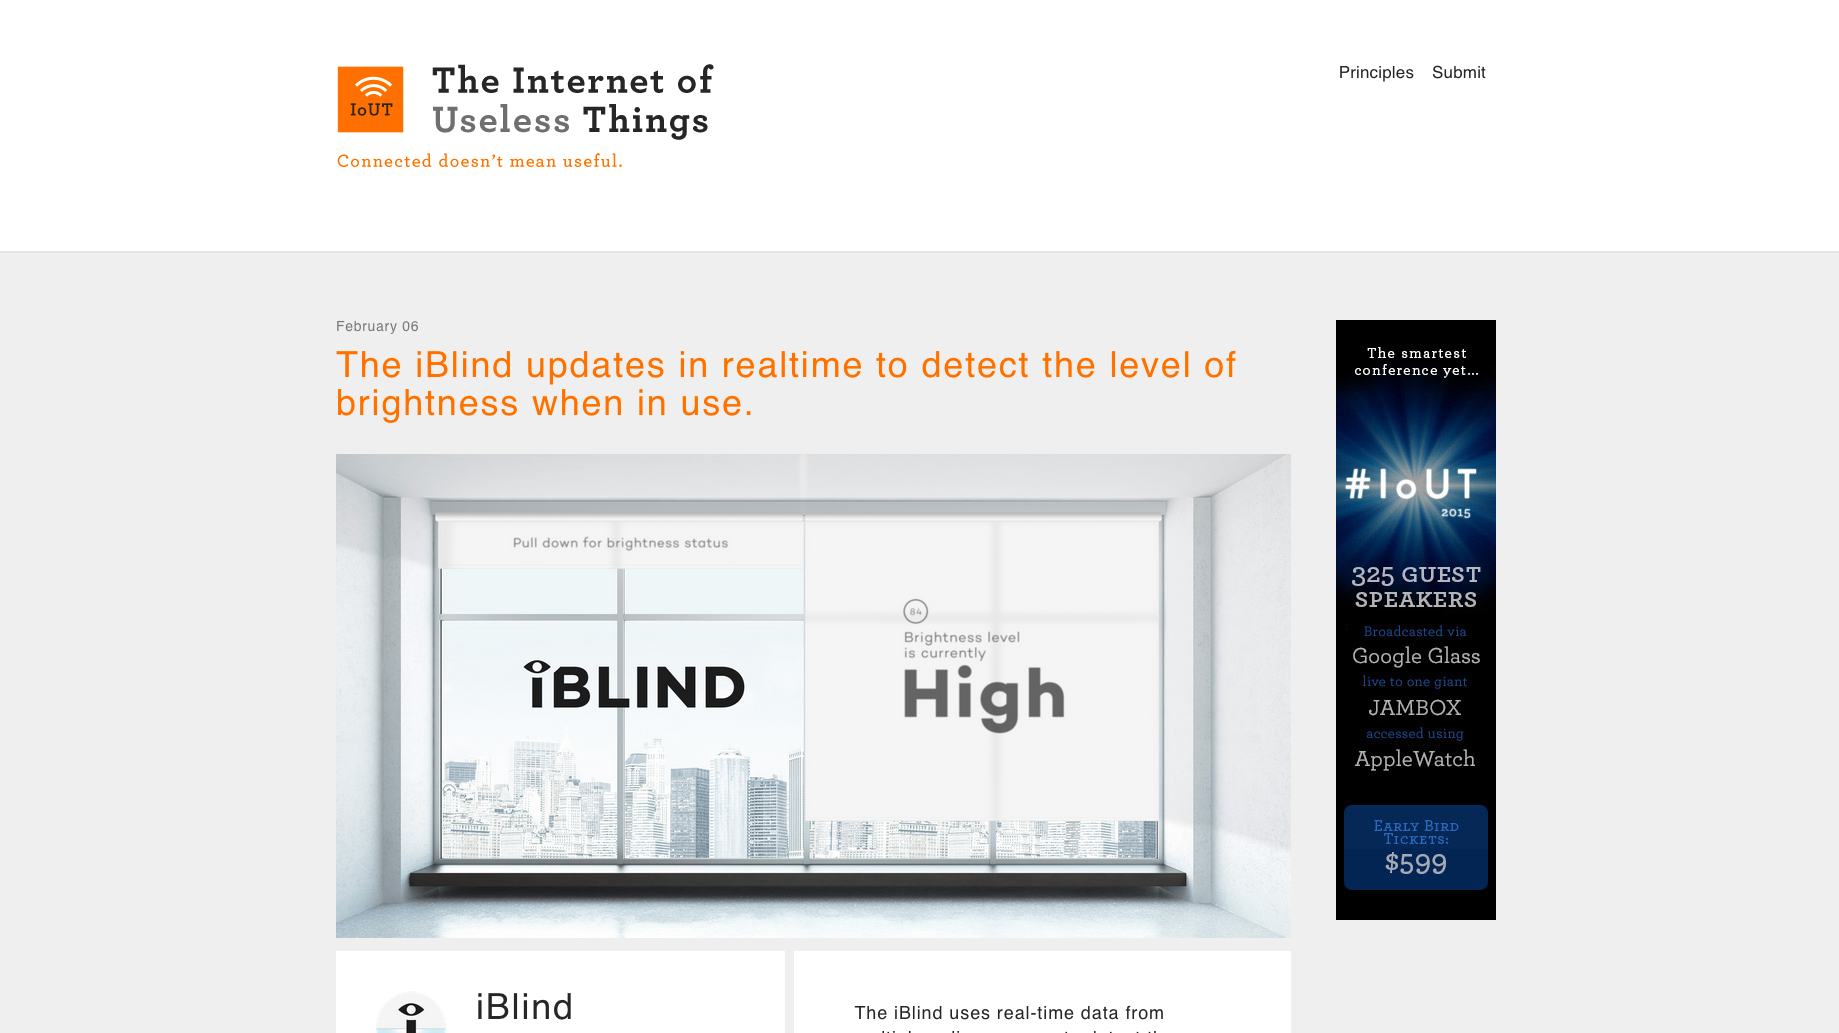 IoUT
The Internet of
Useless Things
Connected doesn't mean useful.
Principles Submit
February 06
The iBlind updates in realtime to detect the level of
brightness when in use.
Pull down for brightness status
iBLIND
84
Brightness level
is currently
High
The smartest
conference yet...
#IoUT
2015
325 GUEST
SPEAKERS
Broadcasted via
Google Glass
live to one giant
JAMBOX
accessed using
AppleWatch
EARLY BIRD
TICKETS:
$599
iBlind
The iBlind uses real-time data from